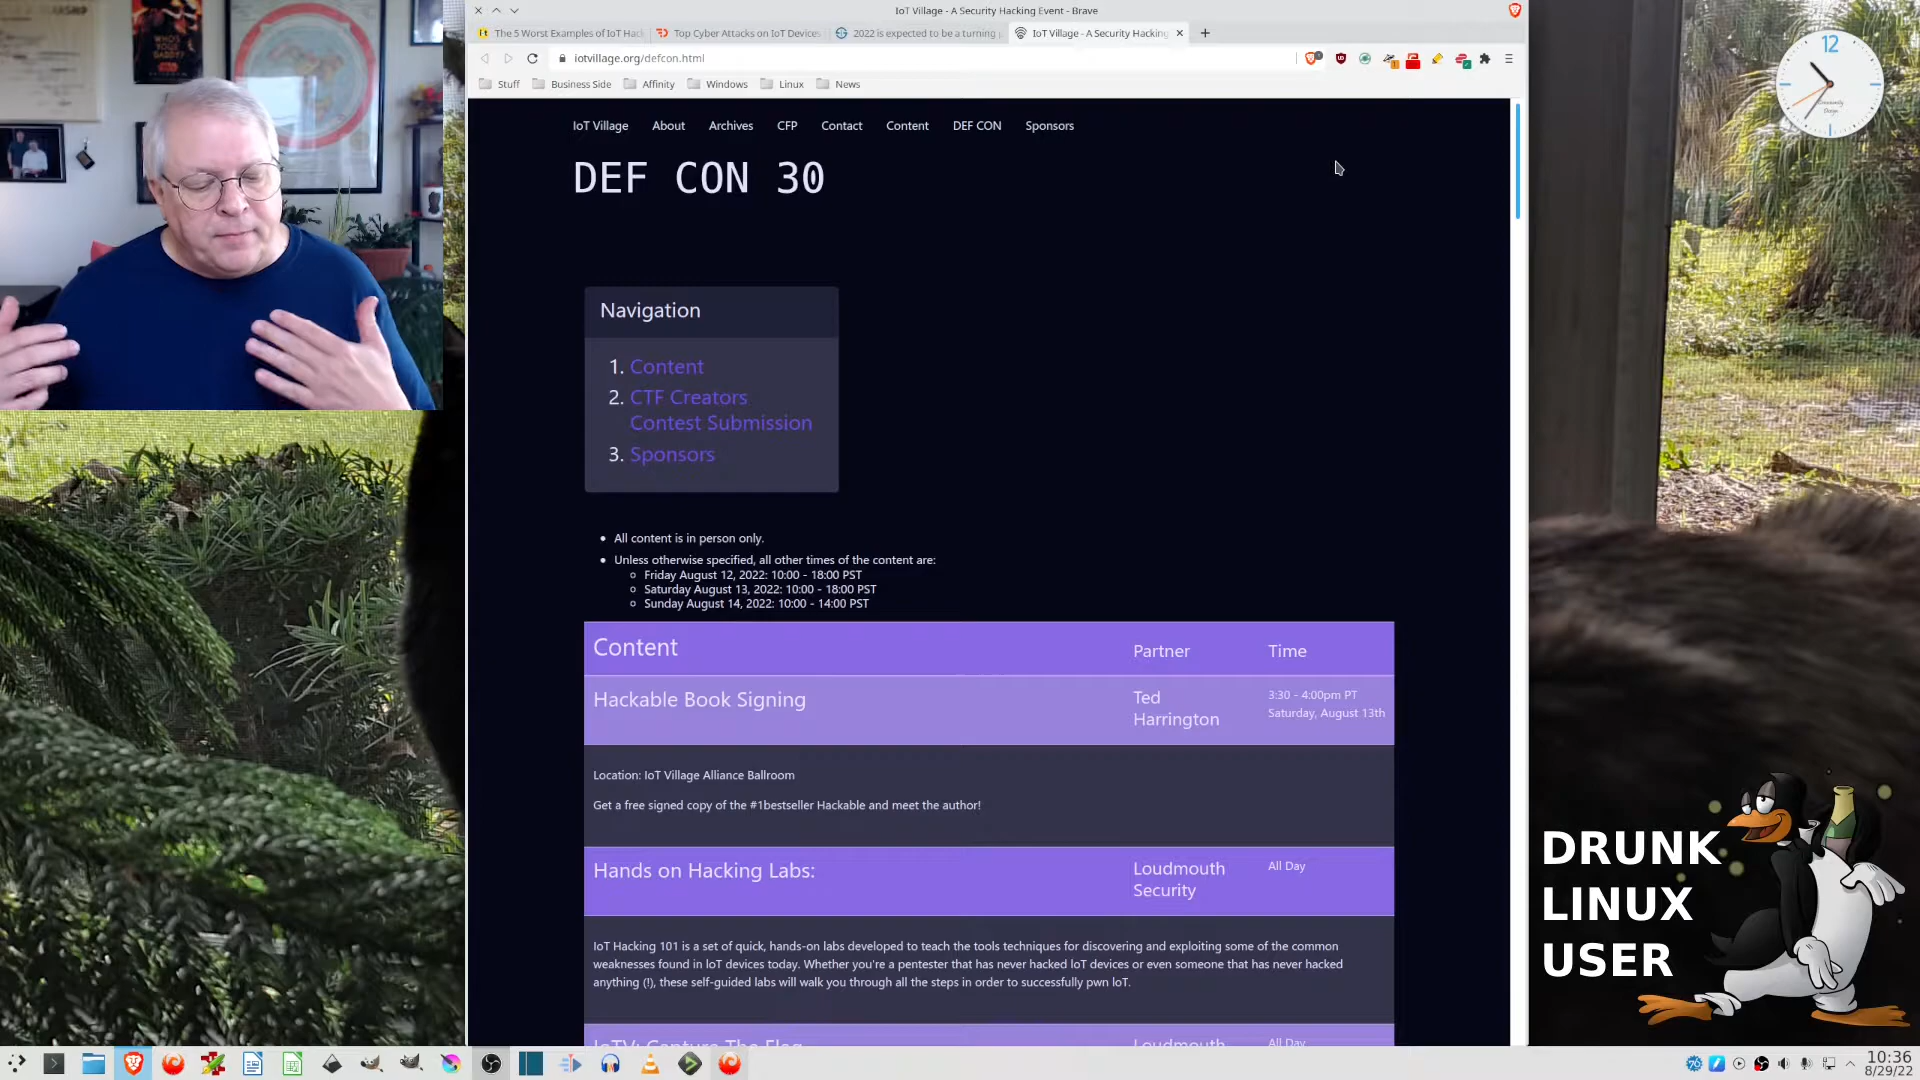 IoT Village - A Security Hacking Event - Brave
The 5 Worst Examples of IoT Hac
Top Cyber Attacks on IoT Devices
2022 is expected to be a turning
IoT Village - A Security Hacking
iotvillage.org/defcon.html
Stuff
Business Side
Affinity
Windows
Linux
News
WHO'S
YOUR
DADDY?
12
IoT Village
About
Archives
CFP
Contact
Content
DEF CON
Sponsors
DEF CON 30
Navigation
1. Content
2. CTF Creators
Contest Submission
3. Sponsors
All content is in person only.
Unless otherwise specified, all other times of the content are:
Friday August 12, 2022: 10:00 - 18:00 PST
Saturday August 13, 2022: 10:00 - 18:00 PST
Sunday August 14, 2022: 10:00 - 14:00 PST
Content
Partner
Time
Hackable Book Signing
Ted
Harrington
3:30 - 4:00pm PT
Saturday, August 13th
Location: IoT Village Alliance Ballroom
Get a free signed copy of the #1bestseller Hackable and meet the author!
Hands on Hacking Labs:
Loudmouth
Security
All Day
IoT Hacking 101 is a set of quick, hands-on labs developed to teach the tools techniques for discovering and exploiting some of the common
weaknesses found in IoT devices today. Whether you're a pentester that has never hacked IoT devices or even someone that has never hacked
anything (!), these self-guided labs will walk you through all the steps in order to successfully pwn IoT.
IoTV: Capture The Flag
Loudmouth
All Day
DRUNK
LINUX
USER
10:36
8/29/22